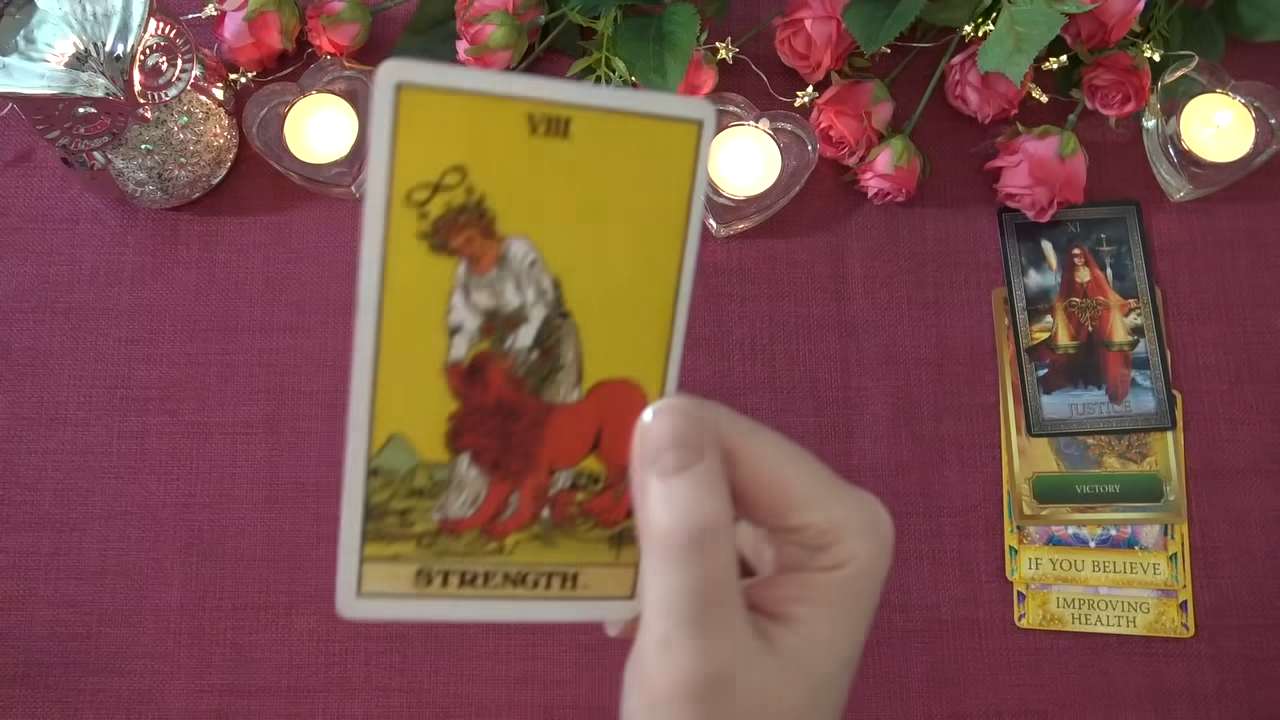 VIII
STRENGTH.
XI
JUSTICE
VICTORY
IF YOU BELIEVE
IMPROVING
HEALTH